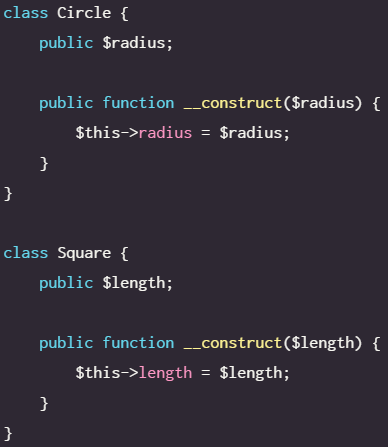 class Circle {
    public $radius;

    public function __construct($radius) {
        $this->radius = $radius;
    }
}

class Square {
    public $length;

    public function __construct($length) {
        $this->length = $length;
    }
}